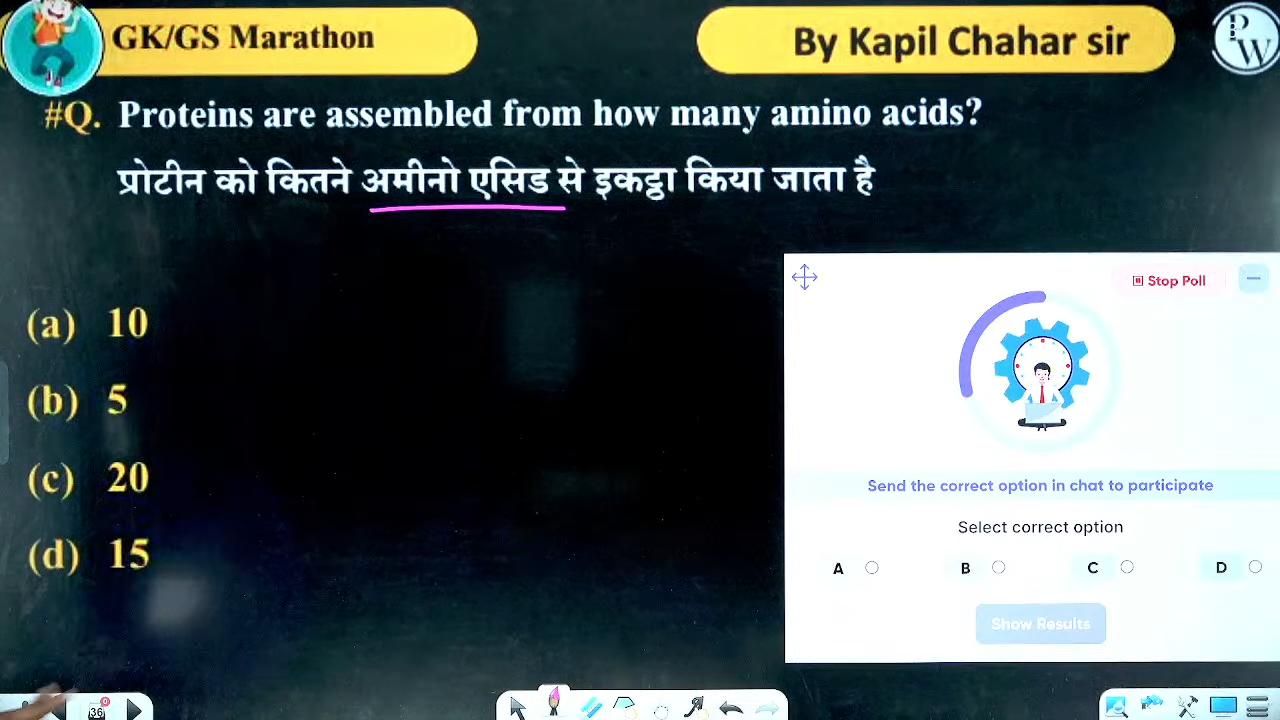 GK/GS Marathon
By Kapil Chahar sir
PW
#Q. Proteins are assembled from how many amino acids?
प्रोटीन को कितने अमीनो एसिड से इकट्ठा किया जाता है
(a) 10
(b) 5
(c) 20
(d) 15
Stop Poll
Send the correct option in chat to participate
Select correct option
A B C D
Show Results
36